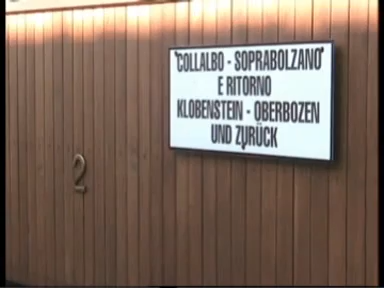 COLLALBO - SOPRABOLZANO
E RITORNO
KLOBENSTEIN - OBERBOZEN
UND ZURÜCK
2